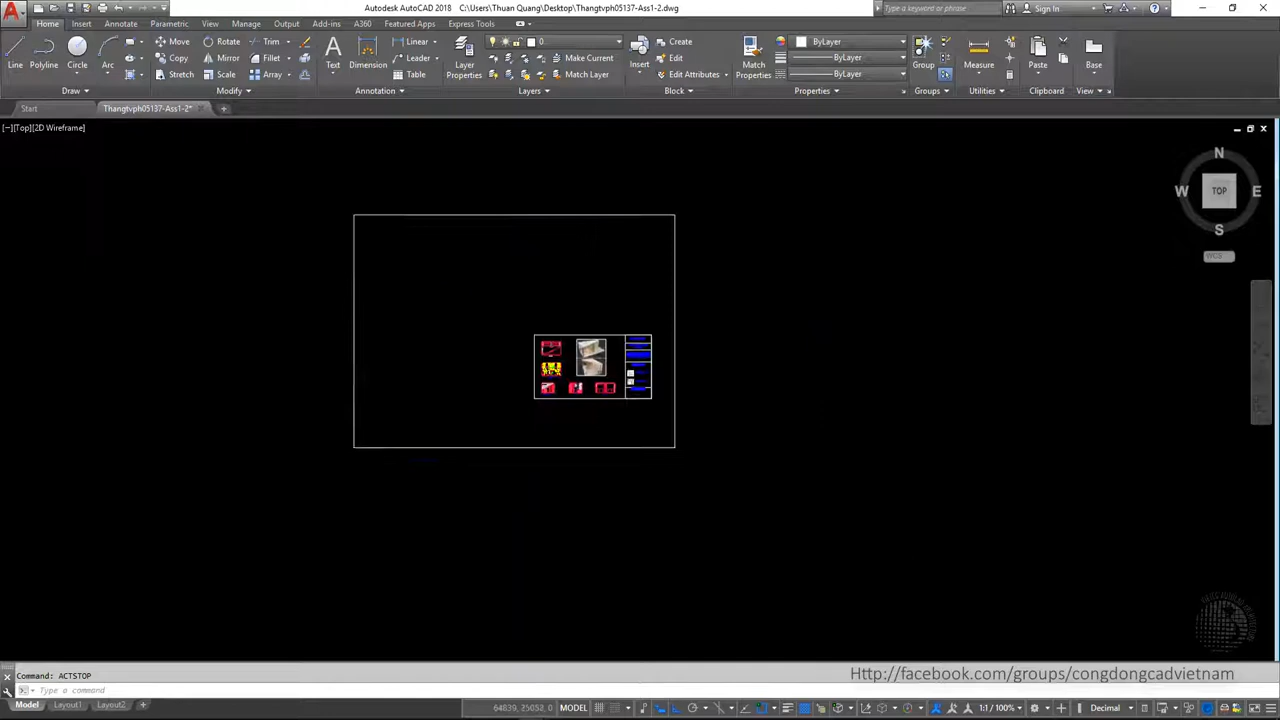 Autodesk AutoCAD 2018 C:\Users\Thuan Quang\Desktop\Thangtvph05137-Ass1-2.dwg
Type a keyword or phrase
Sign In
Home Insert Annotate Parametric View Manage Output Add-ins A360 Featured Apps Express Tools
Line
Polyline
Circle
Arc
Move
Rotate
Trim
Copy
Mirror
Fillet
Stretch
Scale
Array
Text
Dimension
Linear
Leader
Table
Layer
Properties
0
Make Current
Match Layer
Insert
Create
Edit
Edit Attributes
Match
Properties
ByLayer
ByLayer
ByLayer
Group
Measure
Paste
Base
Draw
Modify
Annotation
Layers
Block
Properties
Groups
Utilities
Clipboard
View
Start
Thangtvph05137-Ass1-2*
[−][Top][2D Wireframe]
N
W
TOP
E
S
WCS
Command: ACTSTOP
Http://facebook.com/groups/congdongcadvietnam
Type a command
Model Layout1 Layout2
MODEL
1:1 / 100%
Decimal